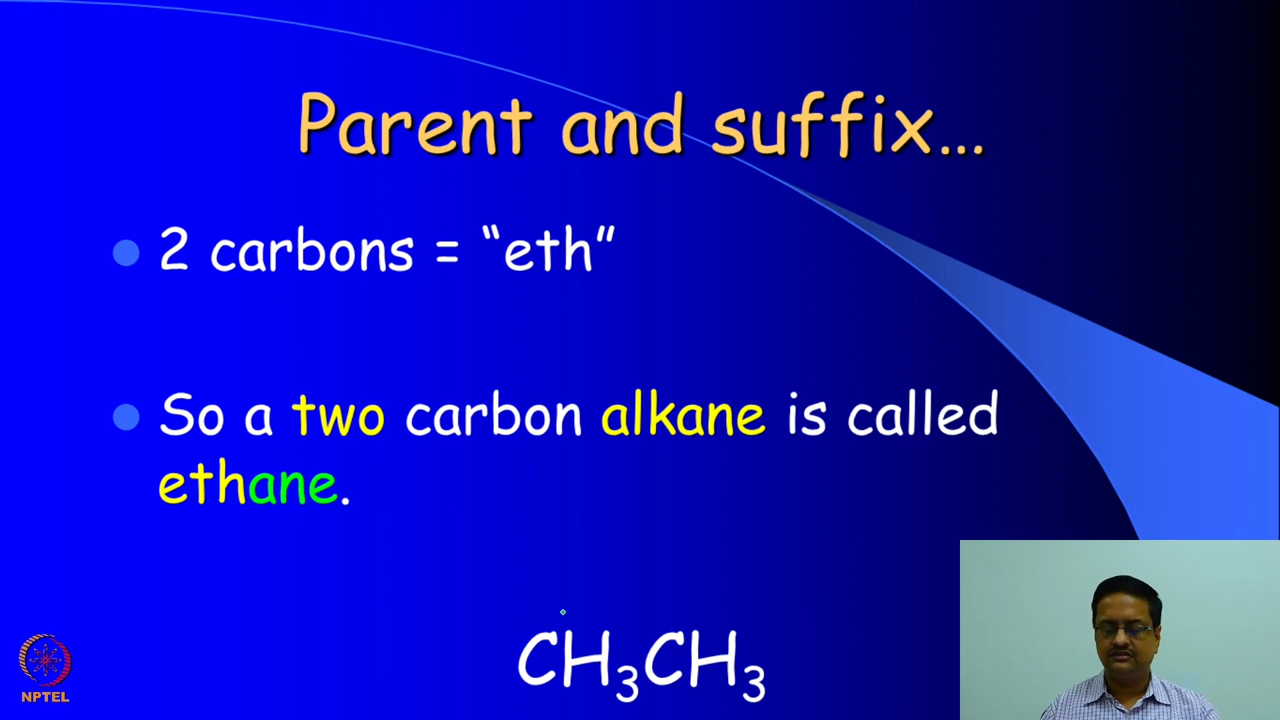 Parent and suffix...
2 carbons = “eth”
So a two carbon alkane is called
ethane.
CH₃CH₃
NPTEL